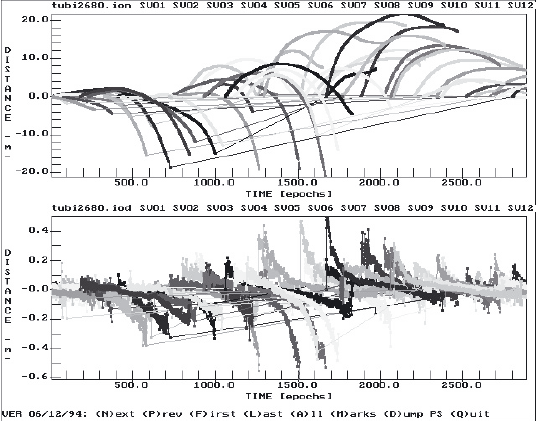 tubi2680.ion SV01 SV02 SV03 SV04 SV05 SV06 SV07 SV08 SV09 SV10 SV11 SV12
20.0
10.0
0.0
-10.0
-20.0
DISTANCE -m-
500.0 1000.0 1500.0 2000.0 2500.0
TIME [epochs]
tubi2680.iod SV01 SV02 SV03 SV04 SV05 SV06 SV07 SV08 SV09 SV10 SV11 SV12
0.4
0.2
-0.0
-0.2
-0.4
-0.6
DISTANCE -m-
500.0 1000.0 1500.0 2000.0 2500.0
TIME [epochs]
VER 06/12/94: (N)ext (P)rev (F)irst (L)ast (A)ll (M)arks (D)ump PS (Q)uit